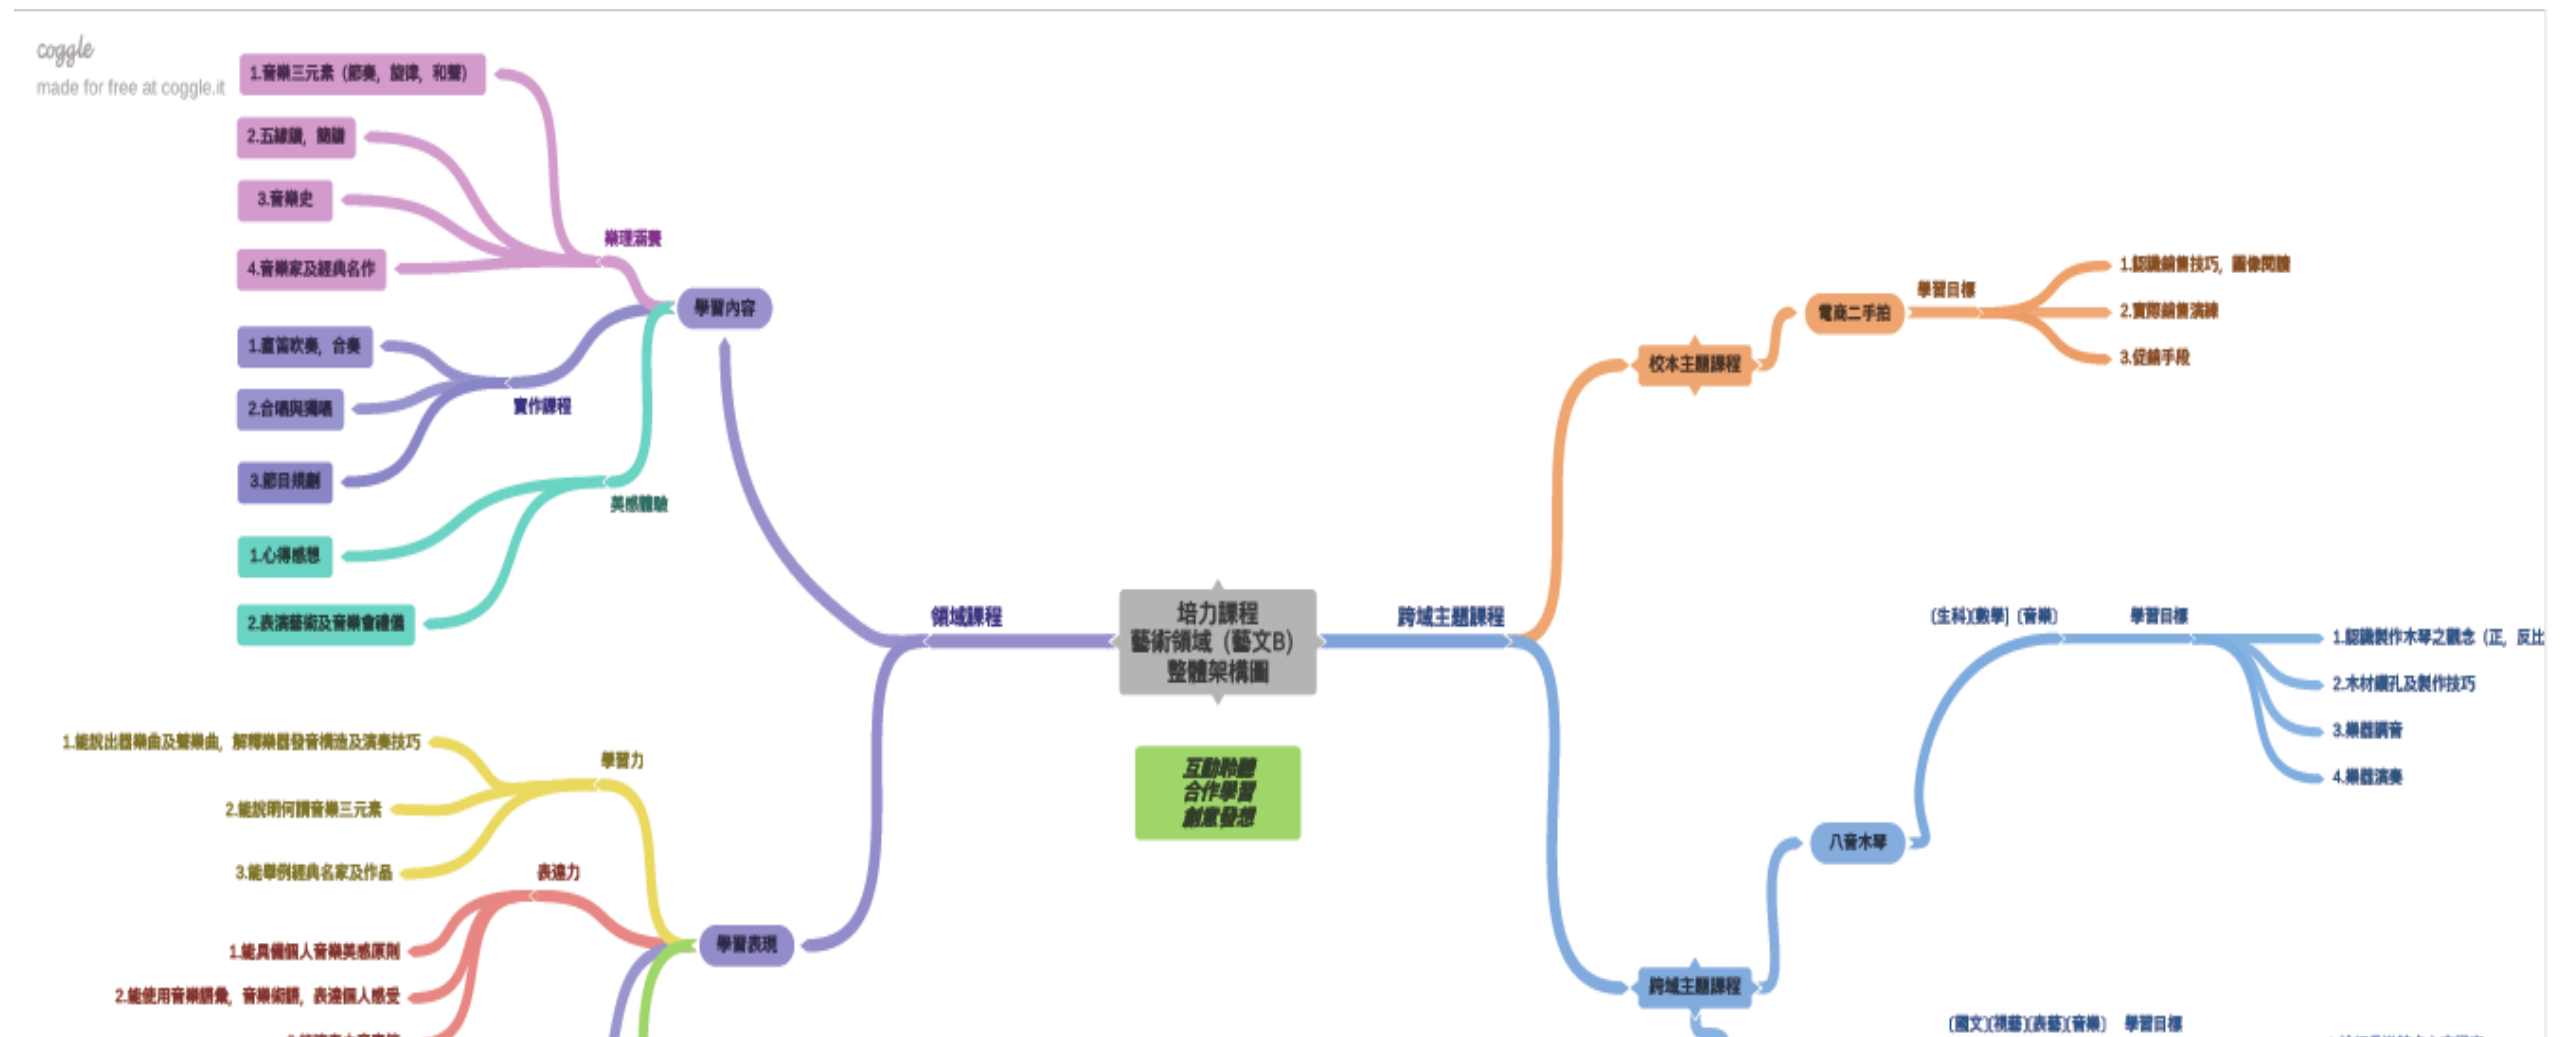 coggle
made for free at coggle.it
1.音樂三元素（節奏，旋律，和聲）
2.五線譜，簡譜
3.音樂史
4.音樂家及經典名作
樂理涵養
學習內容
1.直笛吹奏，合奏
2.合唱與獨唱
3.節目規劃
實作課程
1.心得感想
2.表演藝術及音樂會禮儀
美感體驗
領域課程
培力課程
藝術領域（藝文B）
整體架構圖
互動聆聽
合作學習
創意發想
1.能說出器樂曲及聲樂曲，解釋樂器發音構造及演奏技巧
2.能說明何謂音樂三元素
3.能舉例經典名家及作品
學習力
表達力
1.能具備個人音樂美感原則
2.能使用音樂語彙，音樂術語，表達個人感受
學習表現
跨域主題課程
校本主題課程
電商二手拍
學習目標
1.認識銷售技巧，圖像閱讀
2.實際銷售演練
3.促銷手段
(生科)(數學]（音樂）
學習目標
1.認識製作木琴之觀念（正，反比
2.木材鑽孔及製作技巧
3.樂器調音
4.樂器演奏
八音木琴
跨域主題課程
(國文)(視藝)(表藝)(音樂） 學習目標